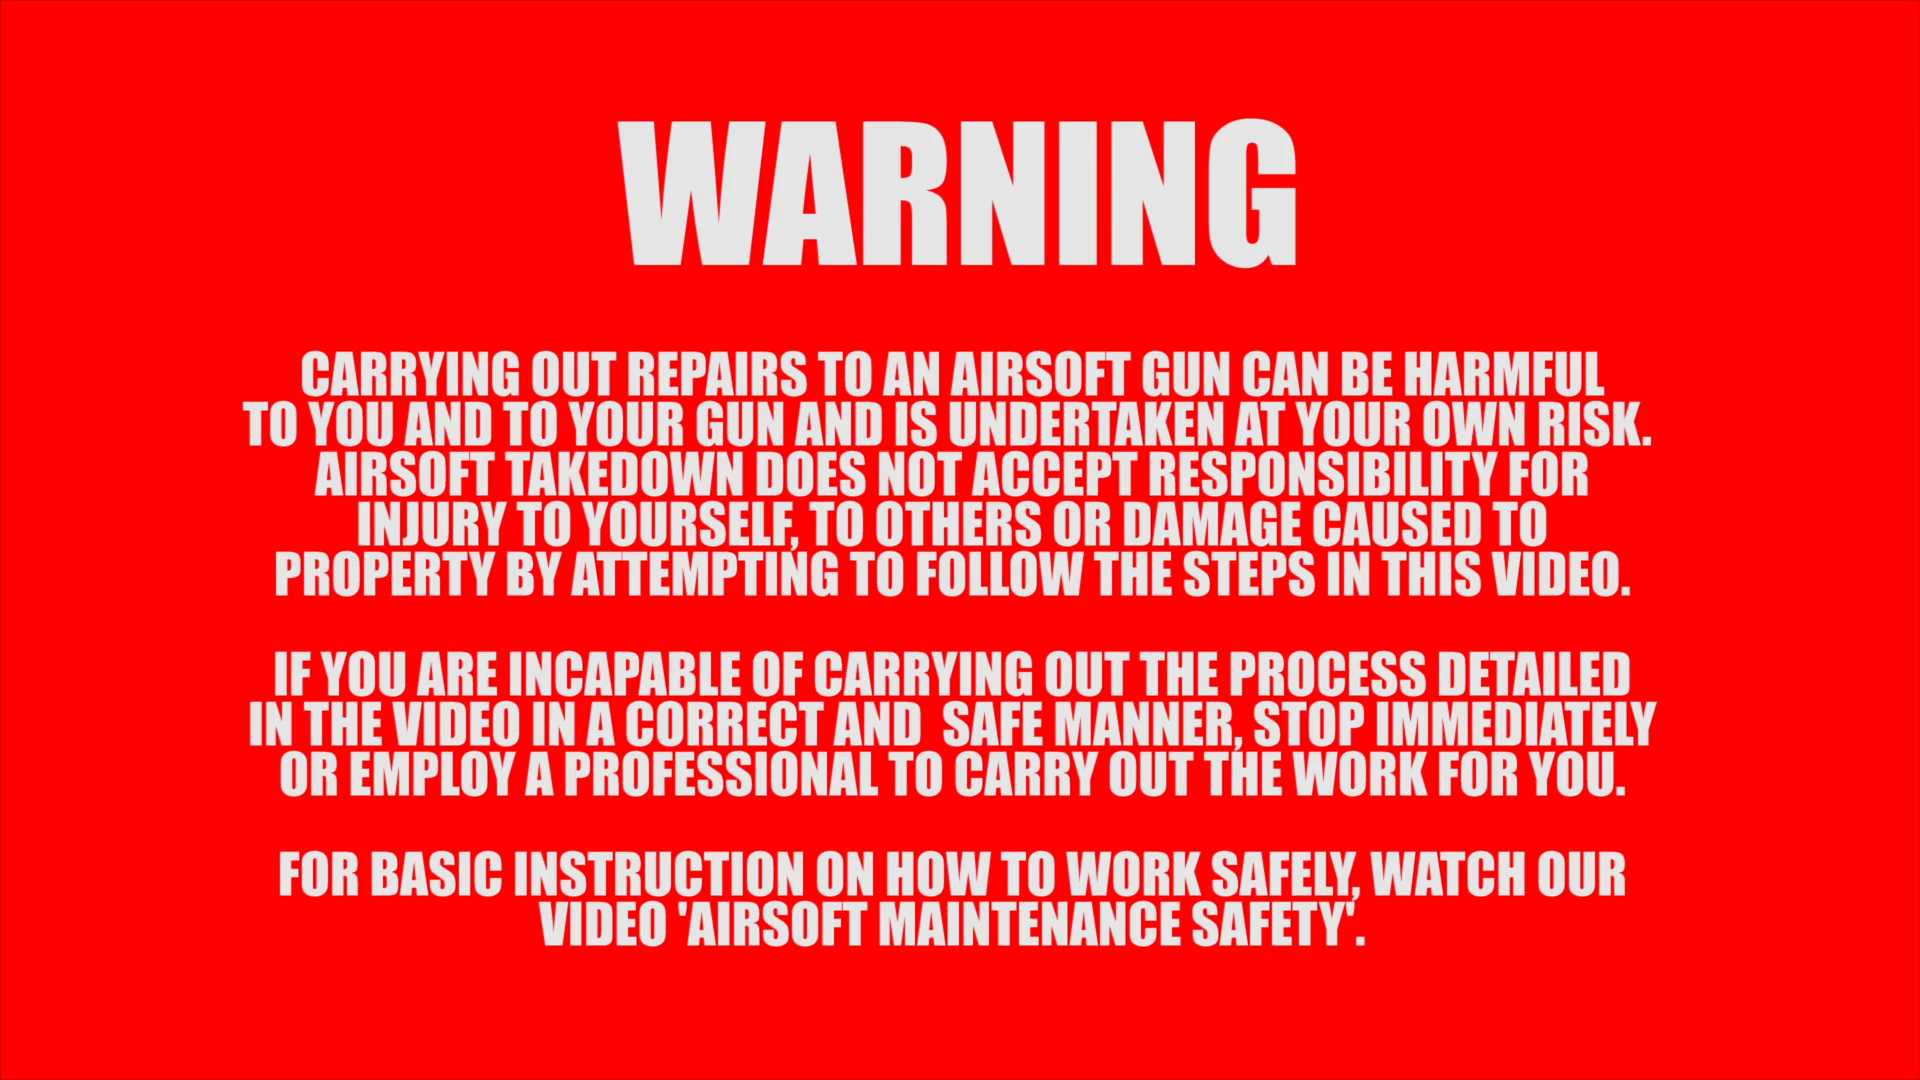 WARNING
CARRYING OUT REPAIRS TO AN AIRSOFT GUN CAN BE HARMFUL
TO YOU AND TO YOUR GUN AND IS UNDERTAKEN AT YOUR OWN RISK.
AIRSOFT TAKEDOWN DOES NOT ACCEPT RESPONSIBILITY FOR
INJURY TO YOURSELF, TO OTHERS OR DAMAGE CAUSED TO
PROPERTY BY ATTEMPTING TO FOLLOW THE STEPS IN THIS VIDEO.
IF YOU ARE INCAPABLE OF CARRYING OUT THE PROCESS DETAILED
IN THE VIDEO IN A CORRECT AND  SAFE MANNER, STOP IMMEDIATELY
OR EMPLOY A PROFESSIONAL TO CARRY OUT THE WORK FOR YOU.
FOR BASIC INSTRUCTION ON HOW TO WORK SAFELY, WATCH OUR
VIDEO 'AIRSOFT MAINTENANCE SAFETY'.